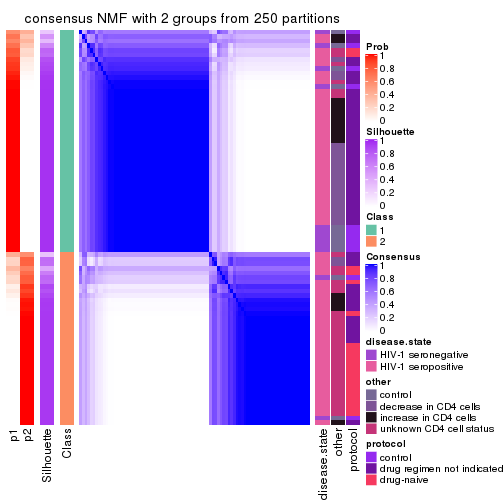 consensus NMF with 2 groups from 250 partitions
Prob
1
0.8
0.6
0.4
0.2
0
Silhouette
1
0.8
0.6
0.4
0.2
0
Class
1
2
Consensus
1
0.8
0.6
0.4
0.2
0
disease.state
HIV-1 seronegative
HIV-1 seropositive
other
control
decrease in CD4 cells
increase in CD4 cells
unknown CD4 cell status
protocol
control
drug regimen not indicated
drug-naive
p1
p2
Silhouette
Class
disease.state
other
protocol